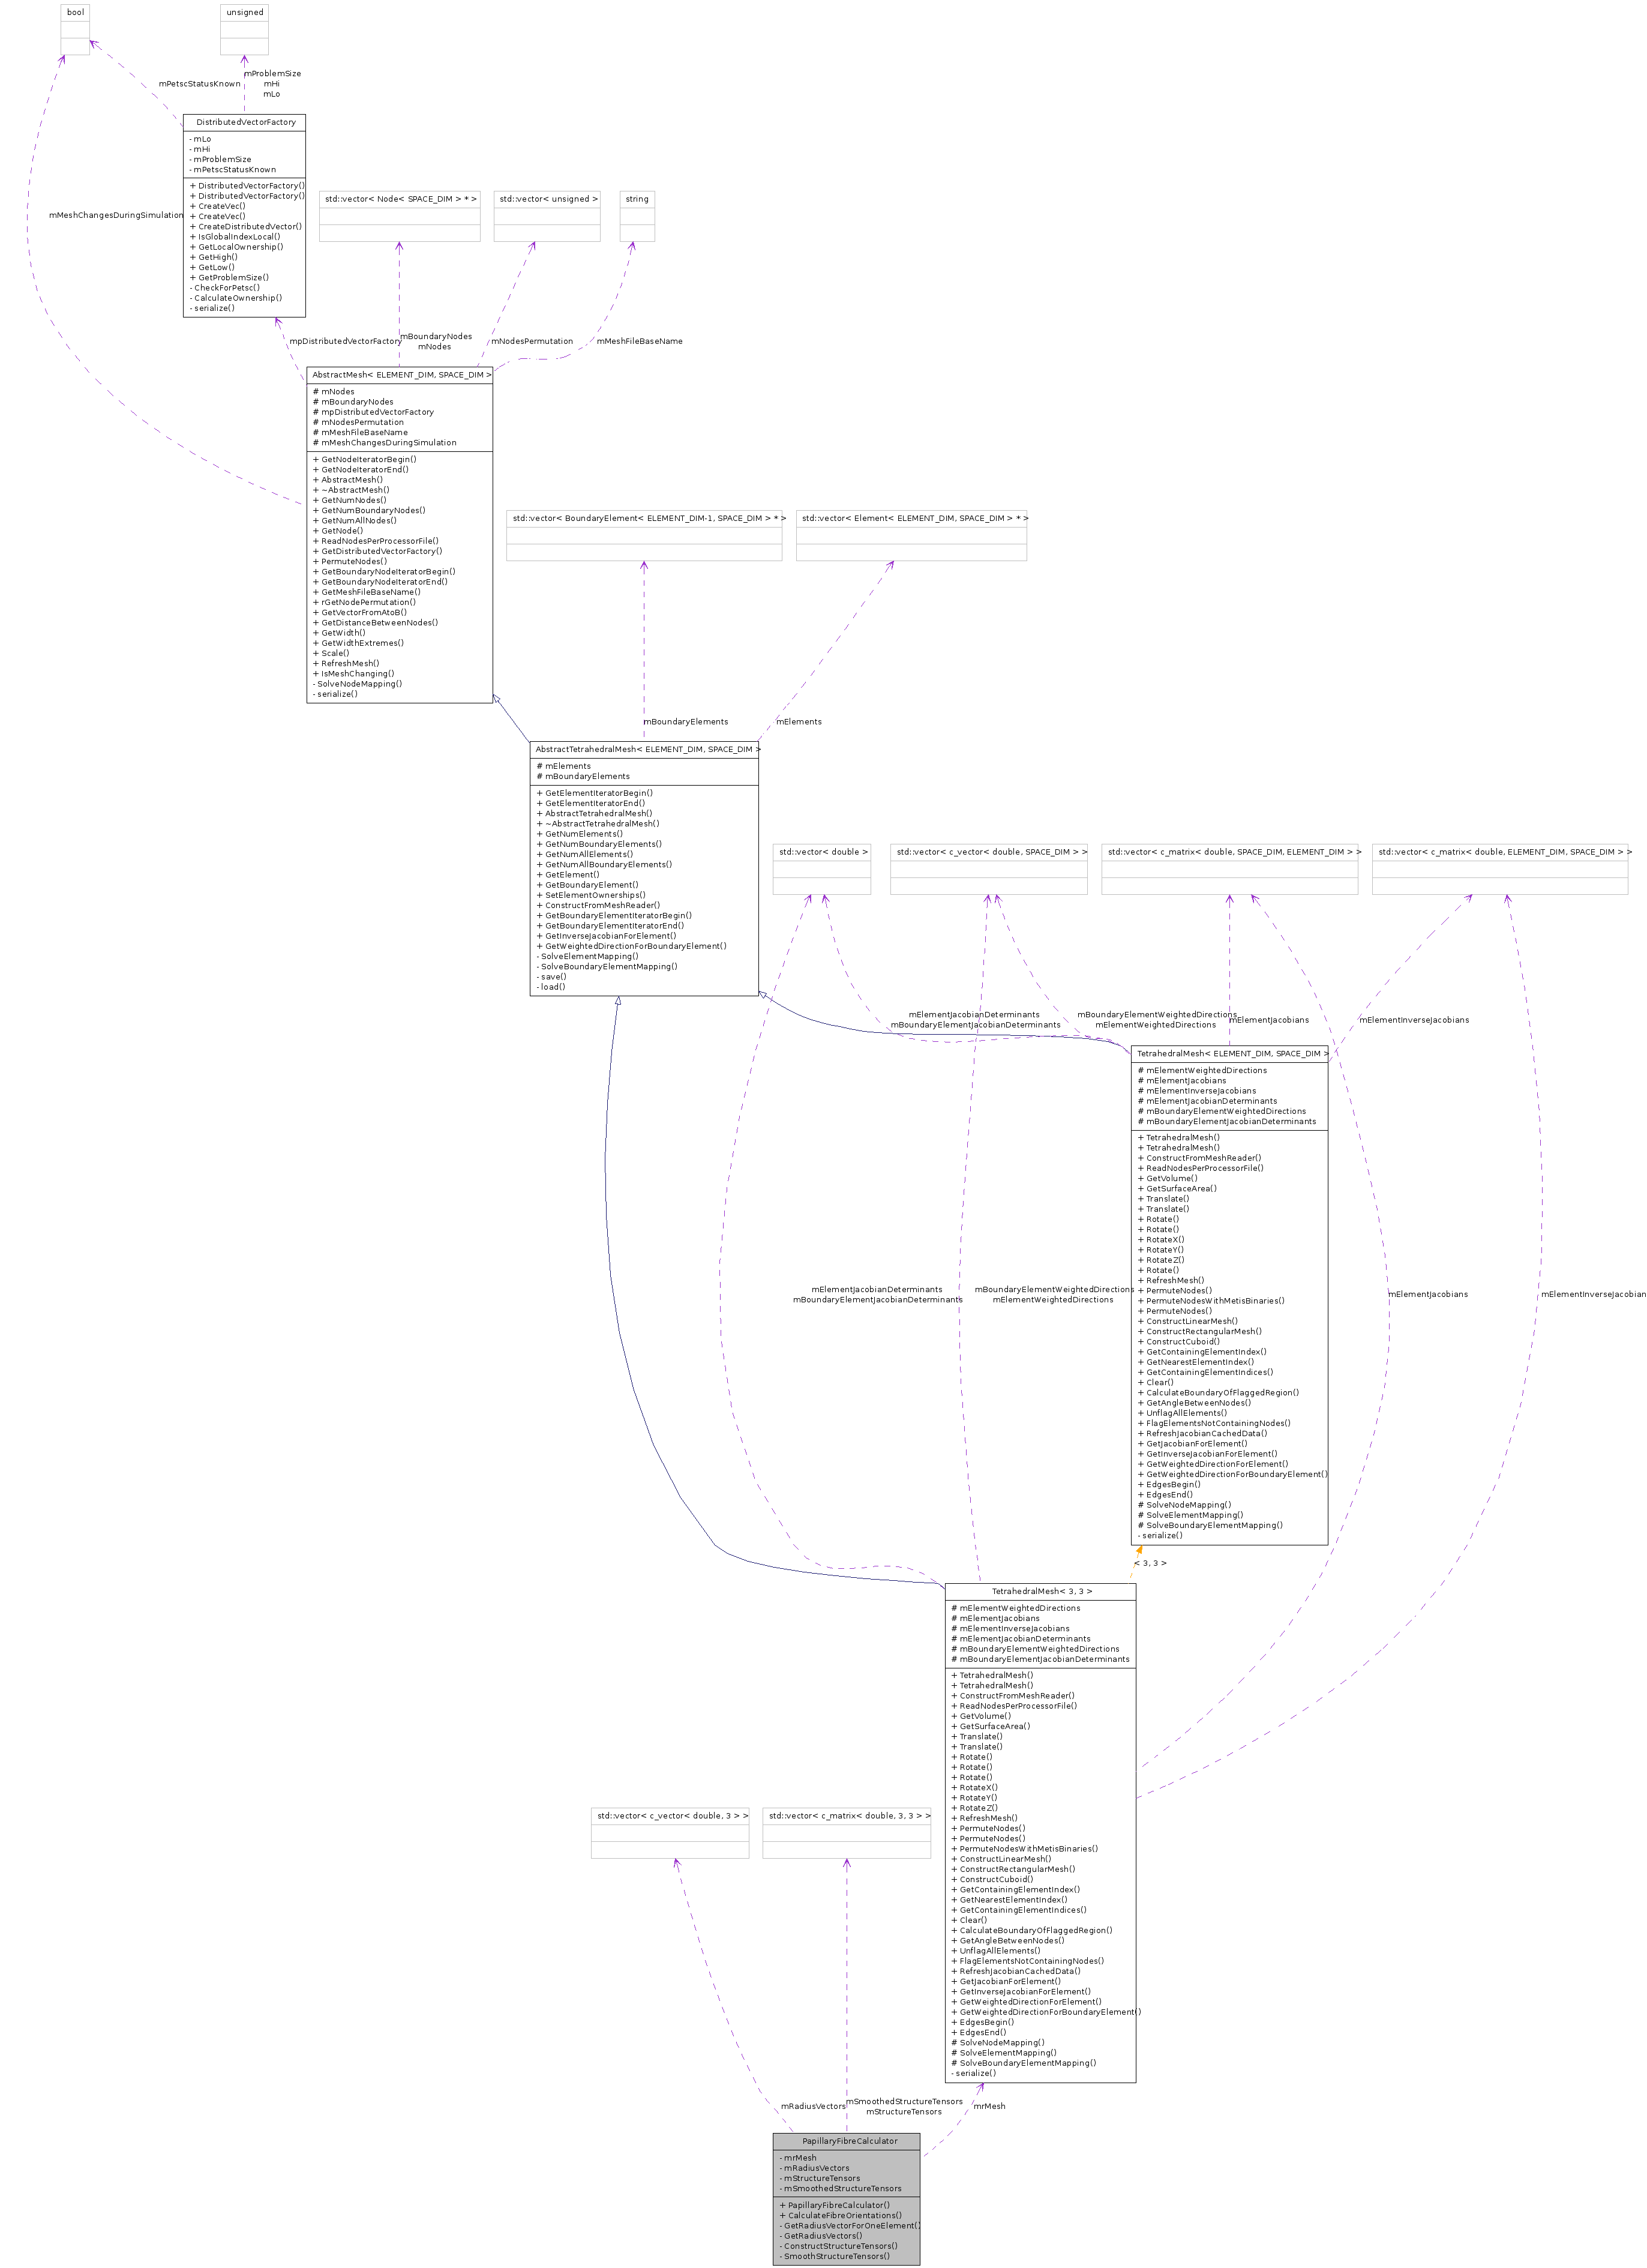 bool
unsigned
mPetscStatusKnown
mProblemSize
mHi
mLo
DistributedVectorFactory
- mLo
- mHi
- mProblemSize
- mPetscStatusKnown
+ DistributedVectorFactory()
+ DistributedVectorFactory()
+ CreateVec()
+ CreateVec()
+ CreateDistributedVector()
+ IsGlobalIndexLocal()
+ GetLocalOwnership()
+ GetHigh()
+ GetLow()
+ GetProblemSize()
- CheckForPetsc()
- CalculateOwnership()
- serialize()
std::vector< Node< SPACE_DIM > * >
std::vector< unsigned >
string
mMeshChangesDuringSimulation
mpDistributedVectorFactory
mBoundaryNodes
mNodes
mNodesPermutation
mMeshFileBaseName
AbstractMesh< ELEMENT_DIM, SPACE_DIM >
# mNodes
# mBoundaryNodes
# mpDistributedVectorFactory
# mNodesPermutation
# mMeshFileBaseName
# mMeshChangesDuringSimulation
+ GetNodeIteratorBegin()
+ GetNodeIteratorEnd()
+ AbstractMesh()
+ ~AbstractMesh()
+ GetNumNodes()
+ GetNumBoundaryNodes()
+ GetNumAllNodes()
+ GetNode()
+ ReadNodesPerProcessorFile()
+ GetDistributedVectorFactory()
+ PermuteNodes()
+ GetBoundaryNodeIteratorBegin()
+ GetBoundaryNodeIteratorEnd()
+ GetMeshFileBaseName()
+ rGetNodePermutation()
+ GetVectorFromAtoB()
+ GetDistanceBetweenNodes()
+ GetWidth()
+ GetWidthExtremes()
+ Scale()
+ RefreshMesh()
+ IsMeshChanging()
- SolveNodeMapping()
- serialize()
std::vector< BoundaryElement< ELEMENT_DIM-1, SPACE_DIM > * >
std::vector< Element< ELEMENT_DIM, SPACE_DIM > * >
mBoundaryElements
mElements
AbstractTetrahedralMesh< ELEMENT_DIM, SPACE_DIM >
# mElements
# mBoundaryElements
+ GetElementIteratorBegin()
+ GetElementIteratorEnd()
+ AbstractTetrahedralMesh()
+ ~AbstractTetrahedralMesh()
+ GetNumElements()
+ GetNumBoundaryElements()
+ GetNumAllElements()
+ GetNumAllBoundaryElements()
+ GetElement()
+ GetBoundaryElement()
+ SetElementOwnerships()
+ ConstructFromMeshReader()
+ GetBoundaryElementIteratorBegin()
+ GetBoundaryElementIteratorEnd()
+ GetInverseJacobianForElement()
+ GetWeightedDirectionForBoundaryElement()
- SolveElementMapping()
- SolveBoundaryElementMapping()
- save()
- load()
std::vector< double >
std::vector< c_vector< double, SPACE_DIM > >
std::vector< c_matrix< double, SPACE_DIM, ELEMENT_DIM > >
std::vector< c_matrix< double, ELEMENT_DIM, SPACE_DIM > >
mElementJacobianDeterminants
mBoundaryElementJacobianDeterminants
mBoundaryElementWeightedDirections
mElementWeightedDirections
mElementJacobians
mElementInverseJacobians
TetrahedralMesh< ELEMENT_DIM, SPACE_DIM >
# mElementWeightedDirections
# mElementJacobians
# mElementInverseJacobians
# mElementJacobianDeterminants
# mBoundaryElementWeightedDirections
# mBoundaryElementJacobianDeterminants
+ TetrahedralMesh()
+ TetrahedralMesh()
+ ConstructFromMeshReader()
+ ReadNodesPerProcessorFile()
+ GetVolume()
+ GetSurfaceArea()
+ Translate()
+ Translate()
+ Rotate()
+ Rotate()
+ RotateX()
+ RotateY()
+ RotateZ()
+ Rotate()
+ RefreshMesh()
+ PermuteNodes()
+ PermuteNodesWithMetisBinaries()
+ PermuteNodes()
+ ConstructLinearMesh()
+ ConstructRectangularMesh()
+ ConstructCuboid()
+ GetContainingElementIndex()
+ GetNearestElementIndex()
+ GetContainingElementIndices()
+ Clear()
+ CalculateBoundaryOfFlaggedRegion()
+ GetAngleBetweenNodes()
+ UnflagAllElements()
+ FlagElementsNotContainingNodes()
+ RefreshJacobianCachedData()
+ GetJacobianForElement()
+ GetInverseJacobianForElement()
+ GetWeightedDirectionForElement()
+ GetWeightedDirectionForBoundaryElement()
+ EdgesBegin()
+ EdgesEnd()
# SolveNodeMapping()
# SolveElementMapping()
# SolveBoundaryElementMapping()
- serialize()
mElementJacobianDeterminants
mBoundaryElementJacobianDeterminants
mBoundaryElementWeightedDirections
mElementWeightedDirections
mElementJacobians
mElementInverseJacobian
< 3, 3 >
TetrahedralMesh< 3, 3 >
# mElementWeightedDirections
# mElementJacobians
# mElementInverseJacobians
# mElementJacobianDeterminants
# mBoundaryElementWeightedDirections
# mBoundaryElementJacobianDeterminants
+ TetrahedralMesh()
+ TetrahedralMesh()
+ ConstructFromMeshReader()
+ ReadNodesPerProcessorFile()
+ GetVolume()
+ GetSurfaceArea()
+ Translate()
+ Translate()
+ Rotate()
+ Rotate()
+ Rotate()
+ RotateX()
+ RotateY()
+ RotateZ()
+ RefreshMesh()
+ PermuteNodes()
+ PermuteNodes()
+ PermuteNodesWithMetisBinaries()
+ ConstructLinearMesh()
+ ConstructRectangularMesh()
+ ConstructCuboid()
+ GetContainingElementIndex()
+ GetNearestElementIndex()
+ GetContainingElementIndices()
+ Clear()
+ CalculateBoundaryOfFlaggedRegion()
+ GetAngleBetweenNodes()
+ UnflagAllElements()
+ FlagElementsNotContainingNodes()
+ RefreshJacobianCachedData()
+ GetJacobianForElement()
+ GetInverseJacobianForElement()
+ GetWeightedDirectionForElement()
+ GetWeightedDirectionForBoundaryElement()
+ EdgesBegin()
+ EdgesEnd()
# SolveNodeMapping()
# SolveElementMapping()
# SolveBoundaryElementMapping()
- serialize()
std::vector< c_vector< double, 3 > >
std::vector< c_matrix< double, 3, 3 > >
mRadiusVectors
mSmoothedStructureTensors
mStructureTensors
mrMesh
PapillaryFibreCalculator
- mrMesh
- mRadiusVectors
- mStructureTensors
- mSmoothedStructureTensors
+ PapillaryFibreCalculator()
+ CalculateFibreOrientations()
- GetRadiusVectorForOneElement()
- GetRadiusVectors()
- ConstructStructureTensors()
- SmoothStructureTensors()